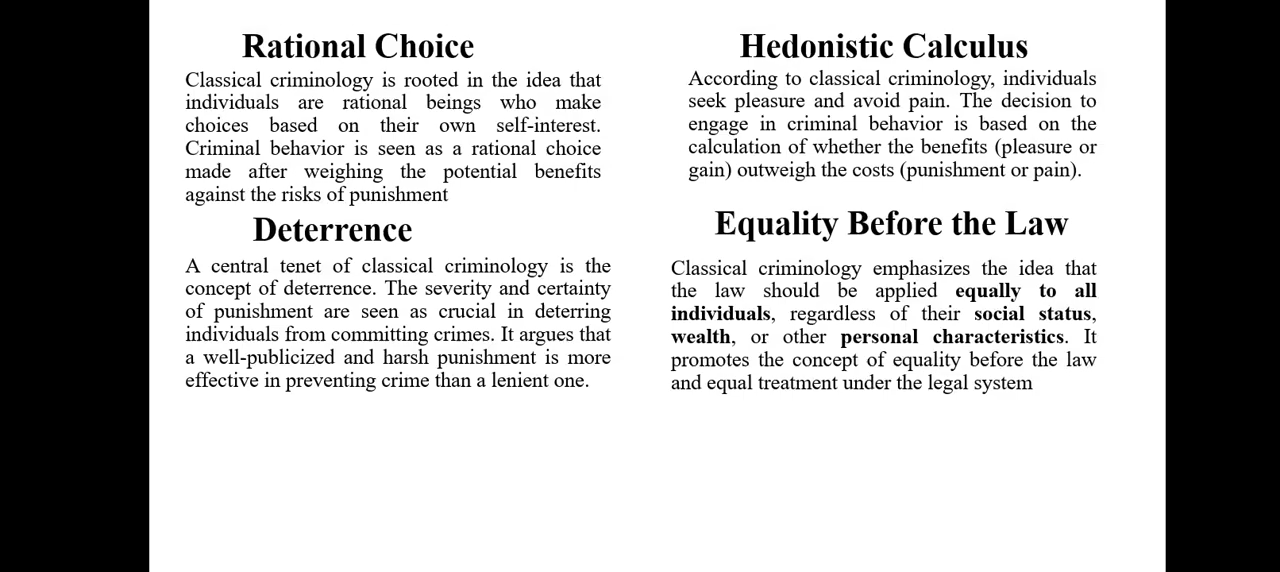 Rational Choice
Classical criminology is rooted in the idea that
individuals are rational beings who make
choices based on their own self-interest.
Criminal behavior is seen as a rational choice
made after weighing the potential benefits
against the risks of punishment
Deterrence
A central tenet of classical criminology is the
concept of deterrence. The severity and certainty
of punishment are seen as crucial in deterring
individuals from committing crimes. It argues that
a well-publicized and harsh punishment is more
effective in preventing crime than a lenient one.
Hedonistic Calculus
According to classical criminology, individuals
seek pleasure and avoid pain. The decision to
engage in criminal behavior is based on the
calculation of whether the benefits (pleasure or
gain) outweigh the costs (punishment or pain).
Equality Before the Law
Classical criminology emphasizes the idea that
the law should be applied equally to all
individuals, regardless of their social status,
wealth, or other personal characteristics. It
promotes the concept of equality before the law
and equal treatment under the legal system